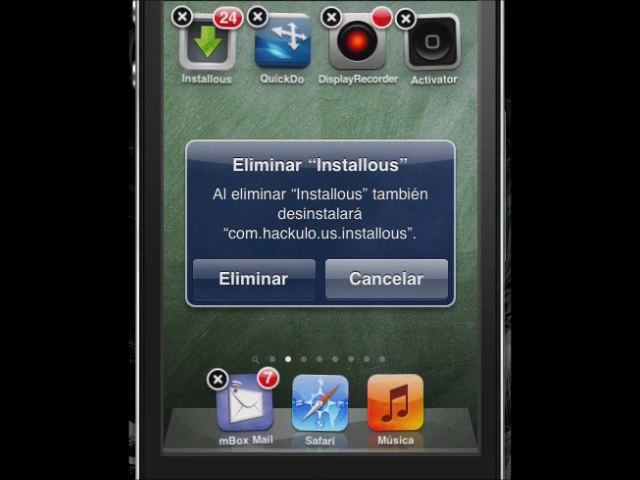 24
Installous
QuickDo
DisplayRecorder
Activator
Eliminar “Installous”
Al eliminar “Installous” también
desinstalará
“com.hackulo.us.installous”.
Eliminar
Cancelar
7
mBox Mail
Safari
Música